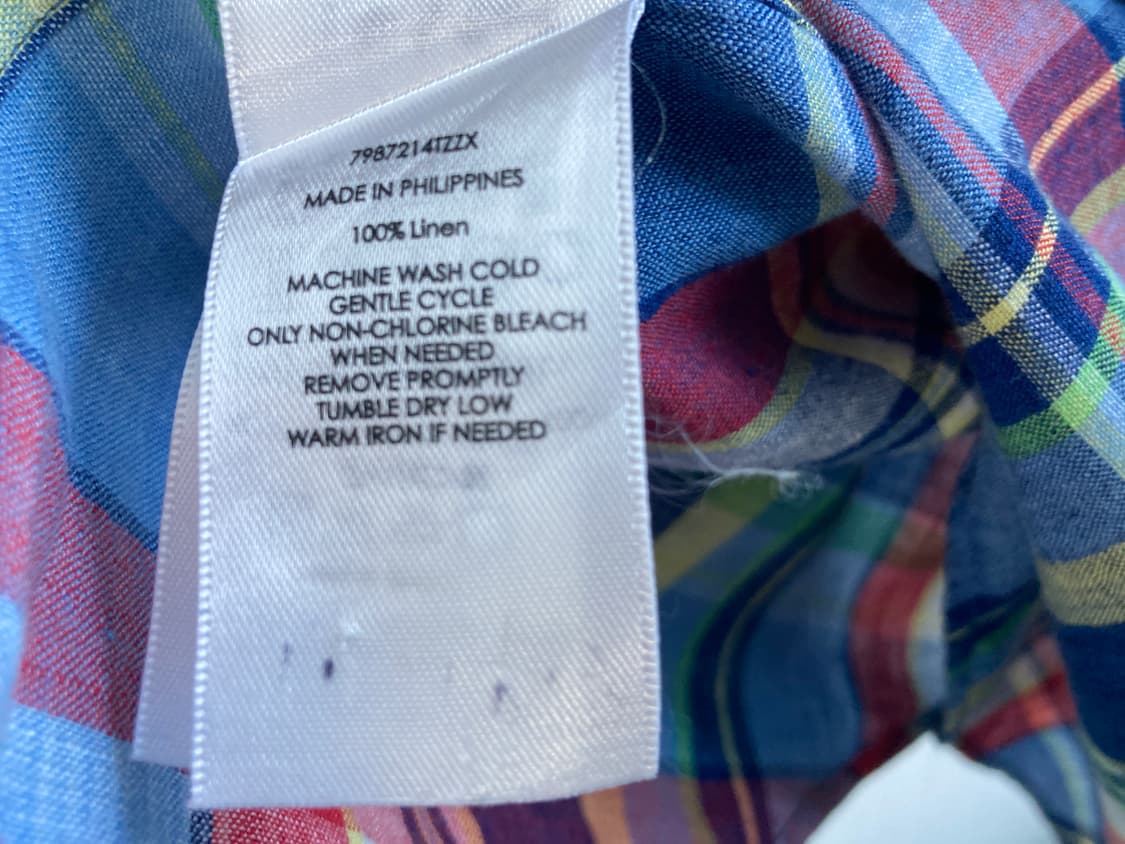 7987214TZZX
MADE IN PHILIPPINES
100% Linen
MACHINE WASH COLD
GENTLE CYCLE
ONLY NON-CHLORINE BLEACH
WHEN NEEDED
REMOVE PROMPTLY
TUMBLE DRY LOW
WARM IRON IF NEEDED